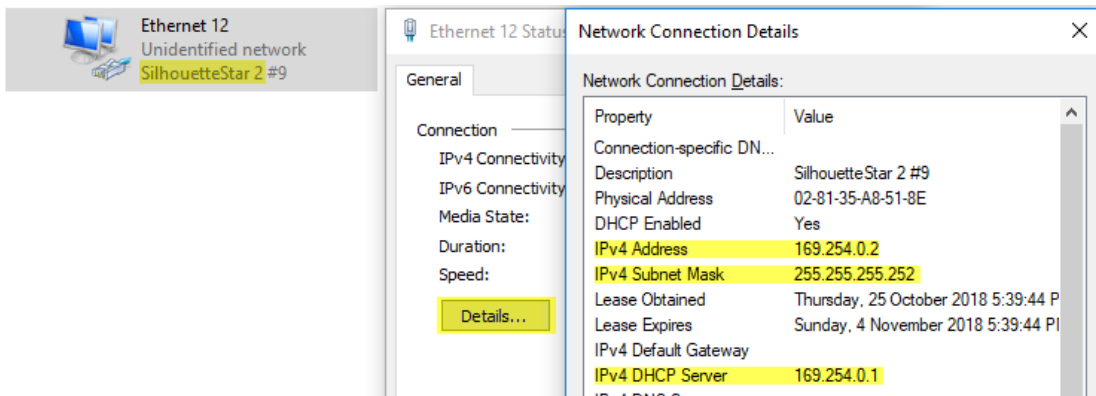 Ethernet 12
Unidentified network
SilhouetteStar 2 #9
Ethernet 12 Status
General
Connection
IPv4 Connectivity
IPv6 Connectivity
Media State:
Duration:
Speed:
Details...
Network Connection Details
Network Connection Details:
Property Value
Connection-specific DN...
Description SilhouetteStar 2 #9
Physical Address 02-81-35-A8-51-8E
DHCP Enabled Yes
IPv4 Address 169.254.0.2
IPv4 Subnet Mask 255.255.255.252
Lease Obtained Thursday, 25 October 2018 5:39:44 P
Lease Expires Sunday, 4 November 2018 5:39:44 P
IPv4 Default Gateway
IPv4 DHCP Server 169.254.0.1